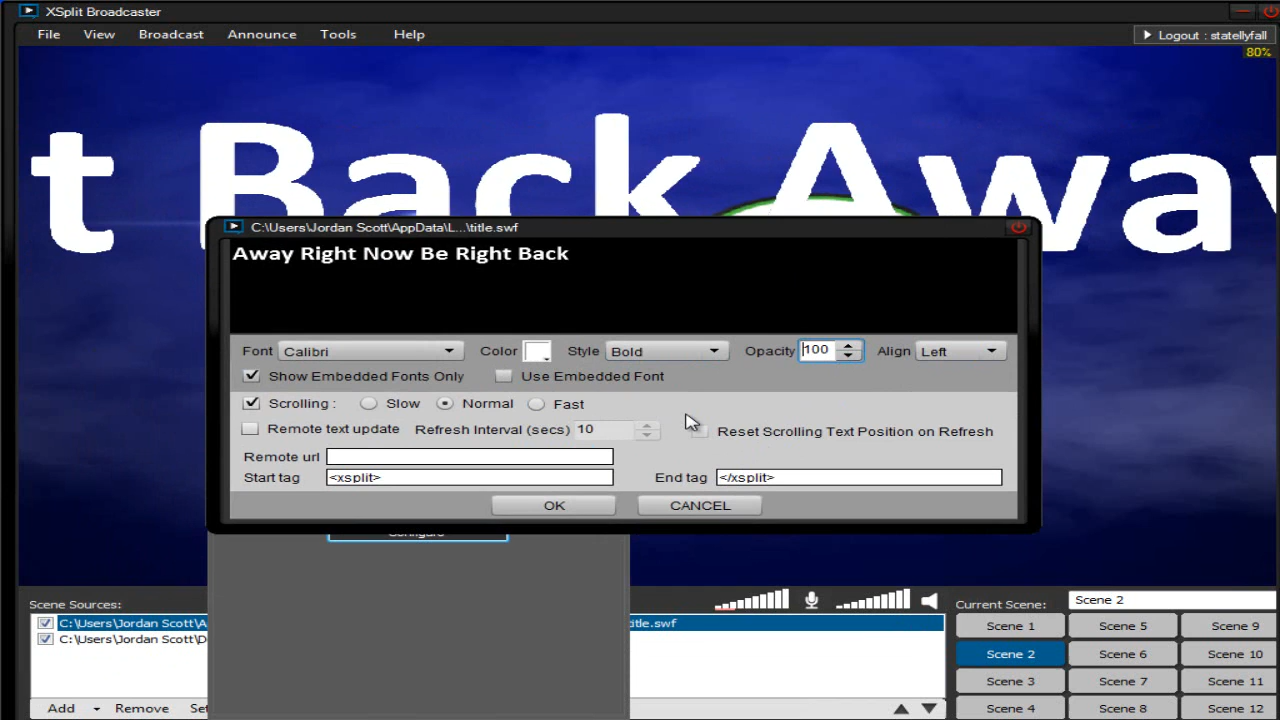 XSplit Broadcaster
File View Broadcast Announce Tools Help Logout : statellyfall
80%
t Back Away
C:\Users\Jordan Scott\AppData\L...\title.swf
Away Right Now Be Right Back
Font Calibri Color Style Bold Opacity 100 Align Left
Show Embedded Fonts Only Use Embedded Font
Scrolling : Slow Normal Fast
Remote text update Refresh Interval (secs) 10 Reset Scrolling Text Position on Refresh
Remote url
Start tag <xsplit> End tag </xsplit>
OK CANCEL
Configure
Scene Sources: Current Scene: Scene 2
C:\Users\Jordan Scott\A title.swf Scene 1 Scene 5 Scene 9
C:\Users\Jordan Scott\D Scene 2 Scene 6 Scene 10
Scene 3 Scene 7 Scene 11
Add Remove Set Scene 4 Scene 8 Scene 12